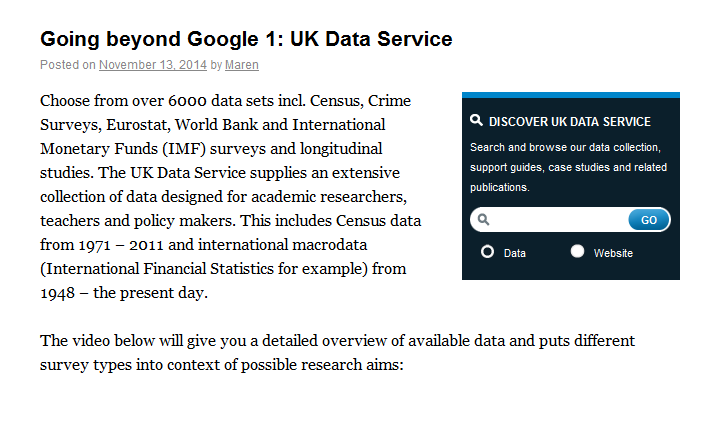 Going beyond Google 1: UK Data Service
Posted on November 13, 2014 by Maren
Choose from over 6000 data sets incl. Census, Crime
Surveys, Eurostat, World Bank and International
Monetary Funds (IMF) surveys and longitudinal
studies. The UK Data Service supplies an extensive
collection of data designed for academic researchers,
teachers and policy makers. This includes Census data
from 1971 – 2011 and international macrodata
(International Financial Statistics for example) from
1948 – the present day.
DISCOVER UK DATA SERVICE
Search and browse our data collection,
support guides, case studies and related
publications.
GO
Data Website
The video below will give you a detailed overview of available data and puts different
survey types into context of possible research aims: